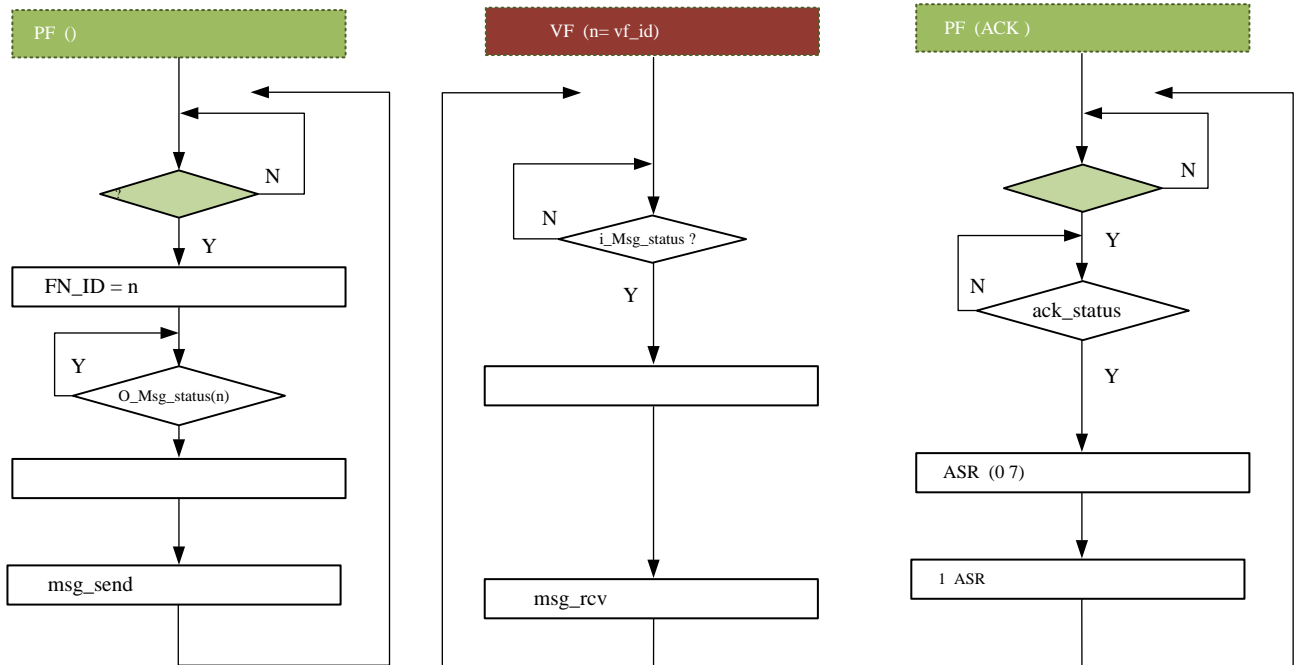 PF ()
?
N
Y
FN_ID = n
Y
O_Msg_status(n)
msg_send
VF (n= vf_id)
N
i_Msg_status ?
Y
msg_rcv
PF (ACK )
N
Y
N
ack_status
Y
ASR (0 7)
1 ASR